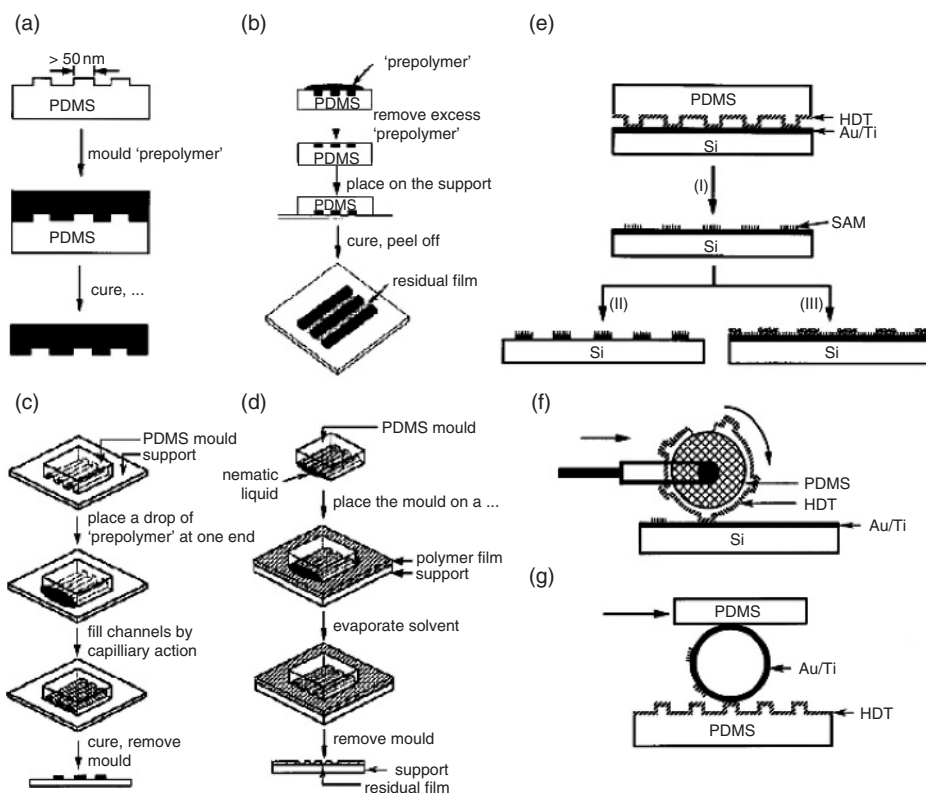 (a)
> 50 nm
PDMS
mould 'prepolymer'
PDMS
cure, ...
(b)
'prepolymer'
PDMS
remove excess
'prepolymer'
PDMS
place on the support
PDMS
cure, peel off
residual film
(e)
PDMS
HDT
Au/Ti
Si
(I)
SAM
Si
(II)
(III)
Si
Si
(c)
PDMS mould
support
place a drop of
'prepolymer' at one end
fill channels by
capilliary action
cure, remove
mould
(d)
PDMS mould
nematic
liquid
place the mould on a ...
polymer film
support
evaporate solvent
remove mould
support
residual film
(f)
PDMS
HDT
Au/Ti
Si
(g)
PDMS
Au/Ti
HDT
PDMS